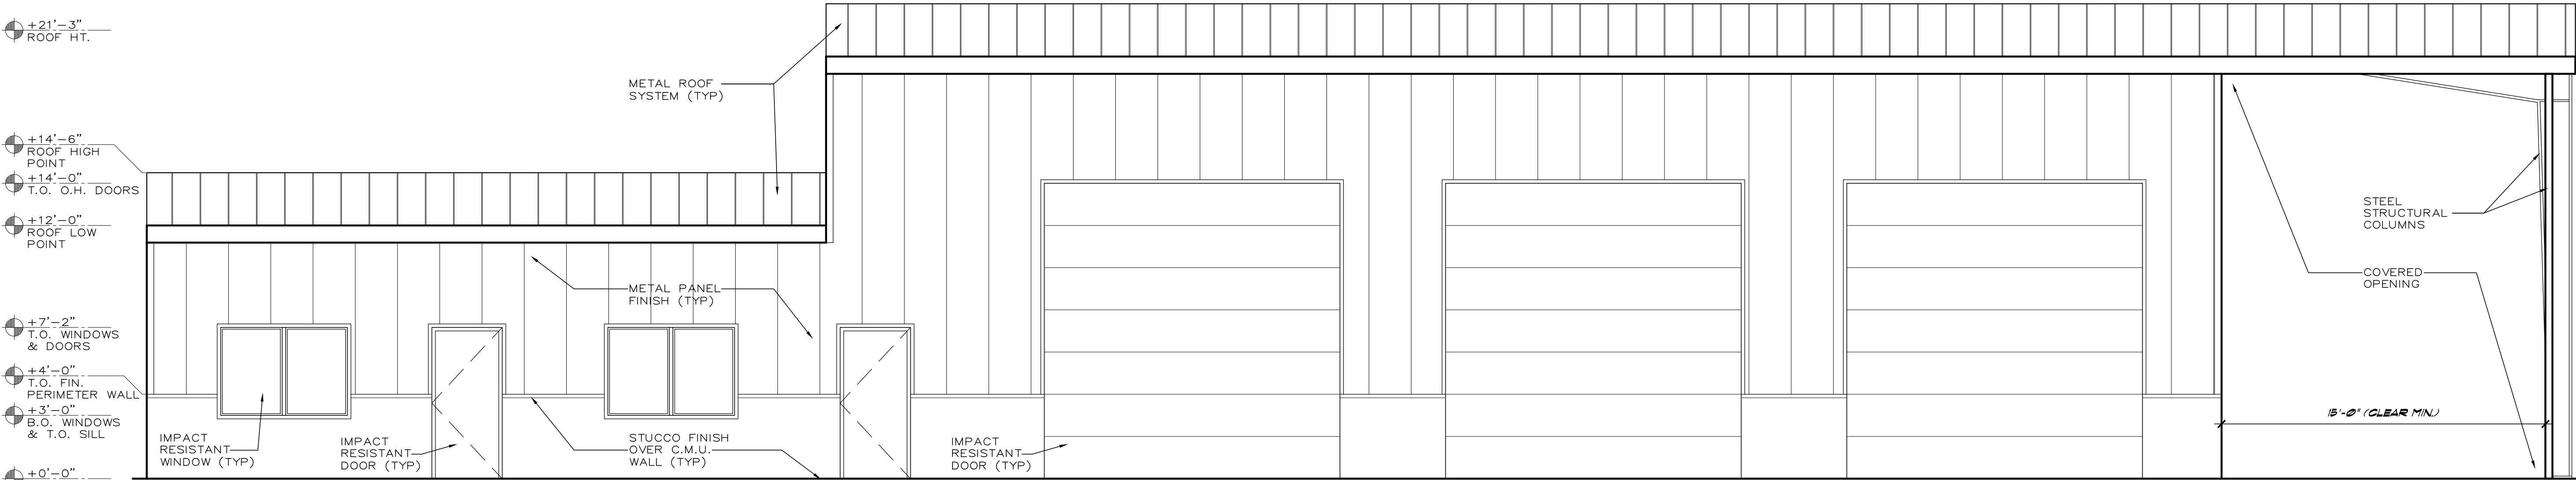 +21'-3"
ROOF HT.
METAL ROOF
SYSTEM (TYP)
+14'-6"
ROOF HIGH
POINT
+14'-0"
T.O. O.H. DOORS
+12'-0"
ROOF LOW
POINT
STEEL
STRUCTURAL
COLUMNS
COVERED
OPENING
METAL PANEL
FINISH (TYP)
+7'-2"
T.O. WINDOWS
& DOORS
+4'-0"
T.O. FIN.
PERIMETER WALL
+3'-0"
B.O. WINDOWS
& T.O. SILL
15'-0" (CLEAR MIN.)
IMPACT
RESISTANT
WINDOW (TYP)
IMPACT
RESISTANT
DOOR (TYP)
STUCCO FINISH
OVER C.M.U.
WALL (TYP)
IMPACT
RESISTANT
DOOR (TYP)
+0'-0"